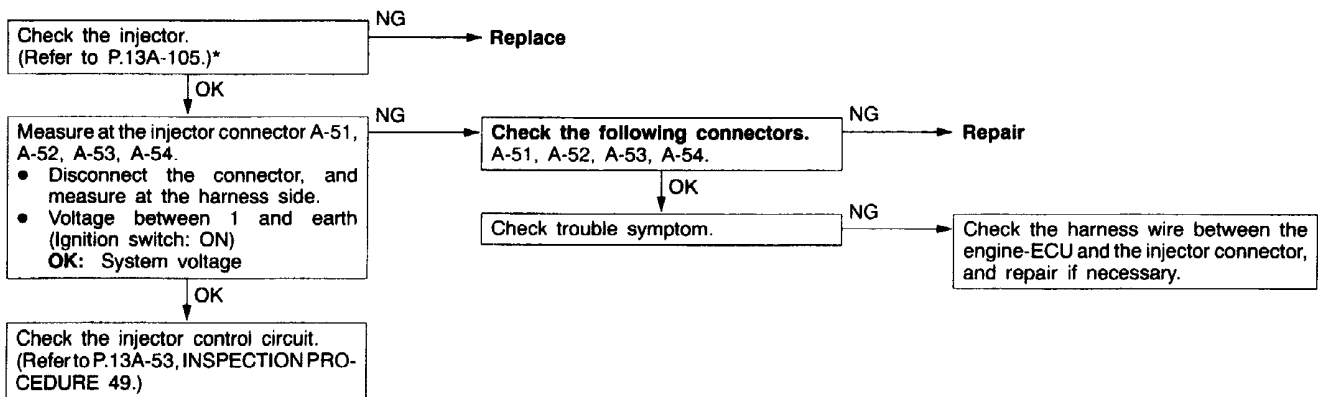 Check the injector.
(Refer to P.13A-105.)*
NG
Replace
OK
Measure at the injector connector A-51,
A-52, A-53, A-54.
● Disconnect the connector, and
measure at the harness side.
● Voltage between 1 and earth
(Ignition switch: ON)
OK: System voltage
NG
Check the following connectors.
A-51, A-52, A-53, A-54.
NG
Repair
OK
Check trouble symptom.
NG
Check the harness wire between the
engine-ECU and the injector connector,
and repair if necessary.
OK
Check the injector control circuit.
(Refer to P.13A-53, INSPECTION PRO-
CEDURE 49.)